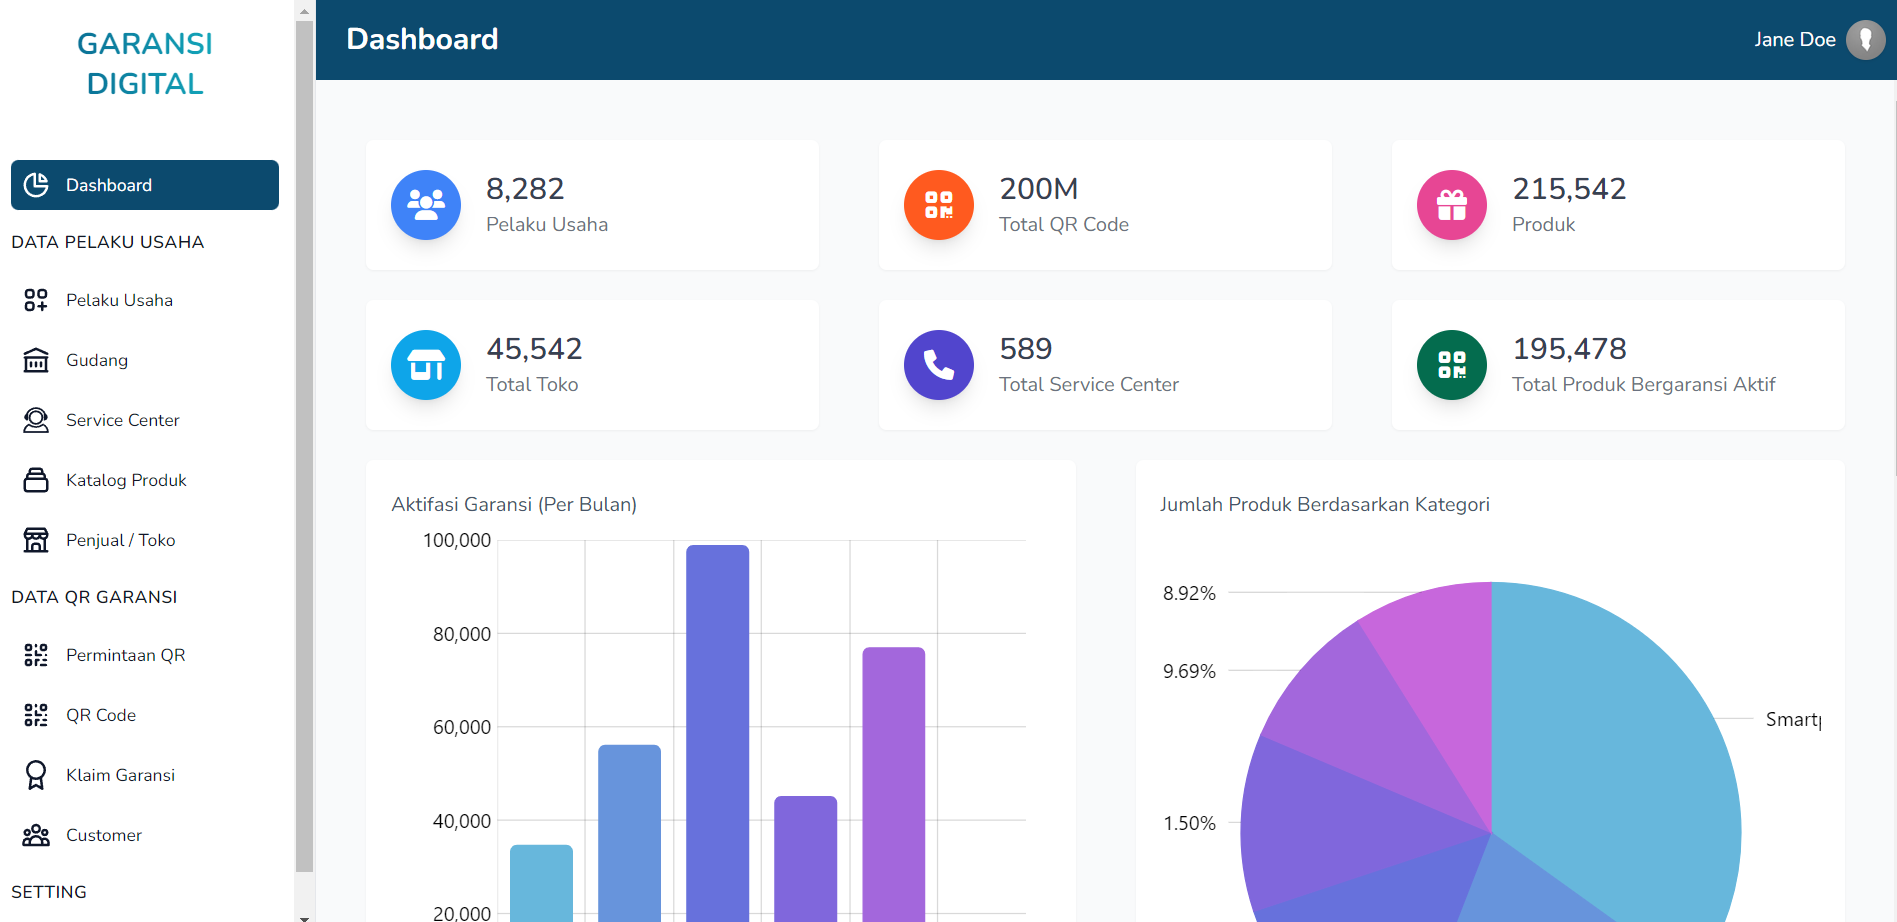 GARANSI
DIGITAL
Dashboard
DATA PELAKU USAHA
Pelaku Usaha
Gudang
Service Center
Katalog Produk
Penjual / Toko
DATA QR GARANSI
Permintaan QR
QR Code
Klaim Garansi
Customer
SETTING
Dashboard
Jane Doe
8,282
Pelaku Usaha
200M
Total QR Code
215,542
Produk
45,542
Total Toko
589
Total Service Center
195,478
Total Produk Bergaransi Aktif
Aktifasi Garansi (Per Bulan)
100,000
80,000
60,000
40,000
20,000
Jumlah Produk Berdasarkan Kategori
8.92%
9.69%
1.50%